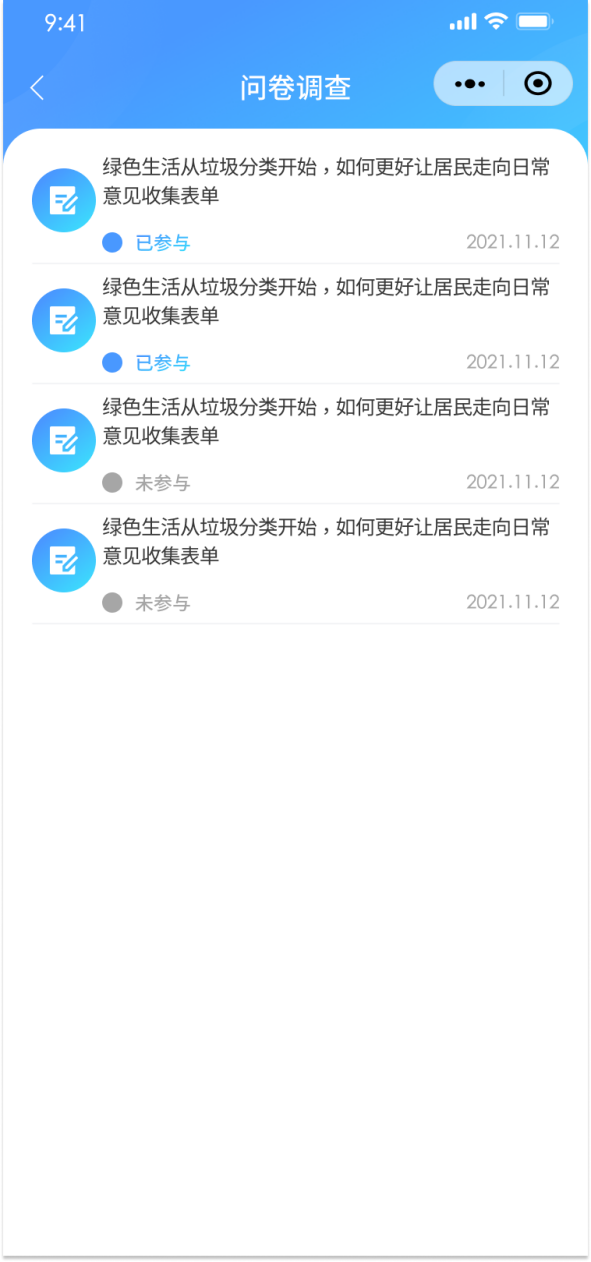 9:41
问卷调查
绿色生活从垃圾分类开始，如何更好让居民走向日常
意见收集表单
已参与 2021.11.12
绿色生活从垃圾分类开始，如何更好让居民走向日常
意见收集表单
已参与 2021.11.12
绿色生活从垃圾分类开始，如何更好让居民走向日常
意见收集表单
未参与 2021.11.12
绿色生活从垃圾分类开始，如何更好让居民走向日常
意见收集表单
未参与 2021.11.12